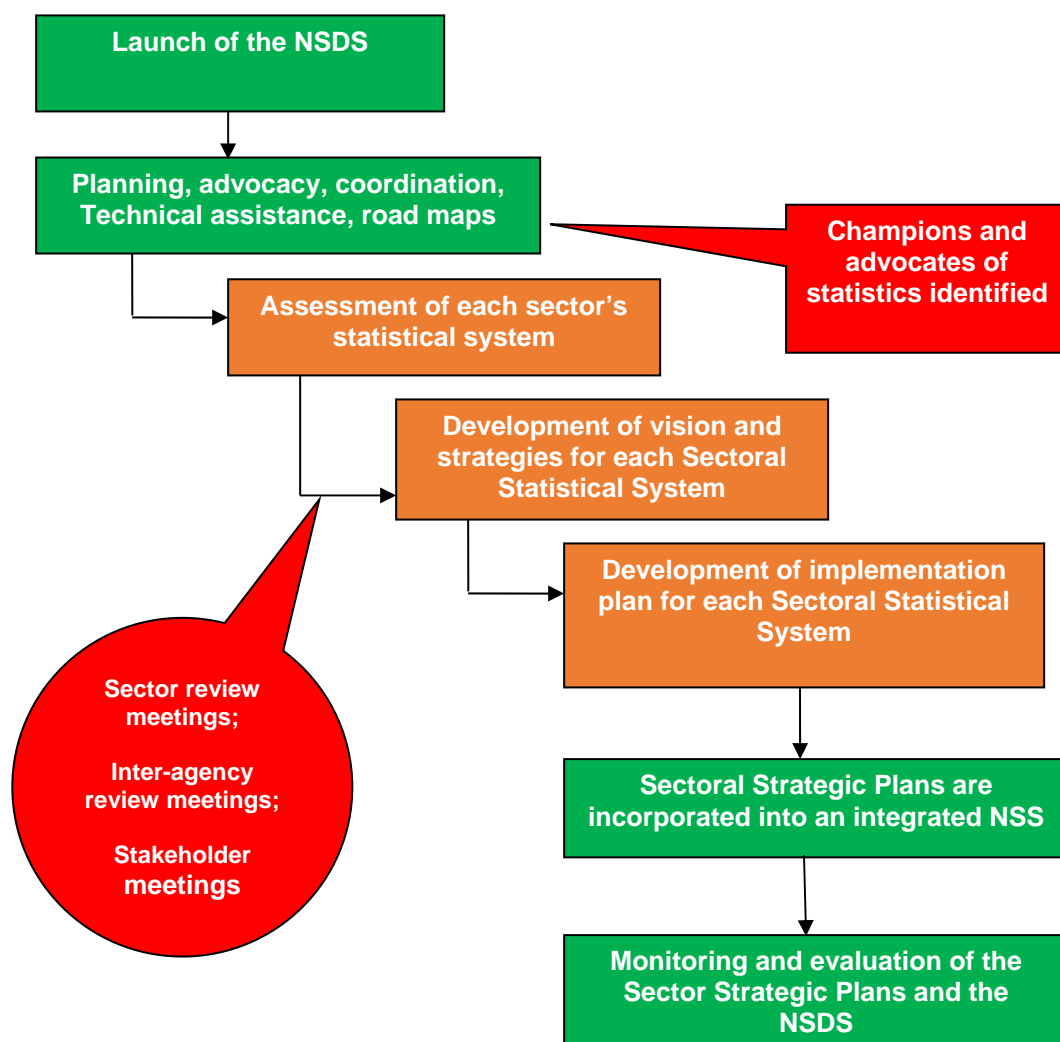 Launch of the NSDS
Planning, advocacy, coordination,
Technical assistance, road maps
Champions and
advocates of
statistics identified
Assessment of each sector’s
statistical system
Development of vision and
strategies for each Sectoral
Statistical System
Development of implementation
plan for each Sectoral Statistical
System
Sector review
meetings;
Inter-agency
review meetings;
Stakeholder
meetings
Sectoral Strategic Plans are
incorporated into an integrated NSS
Monitoring and evaluation of the
Sector Strategic Plans and the
NSDS